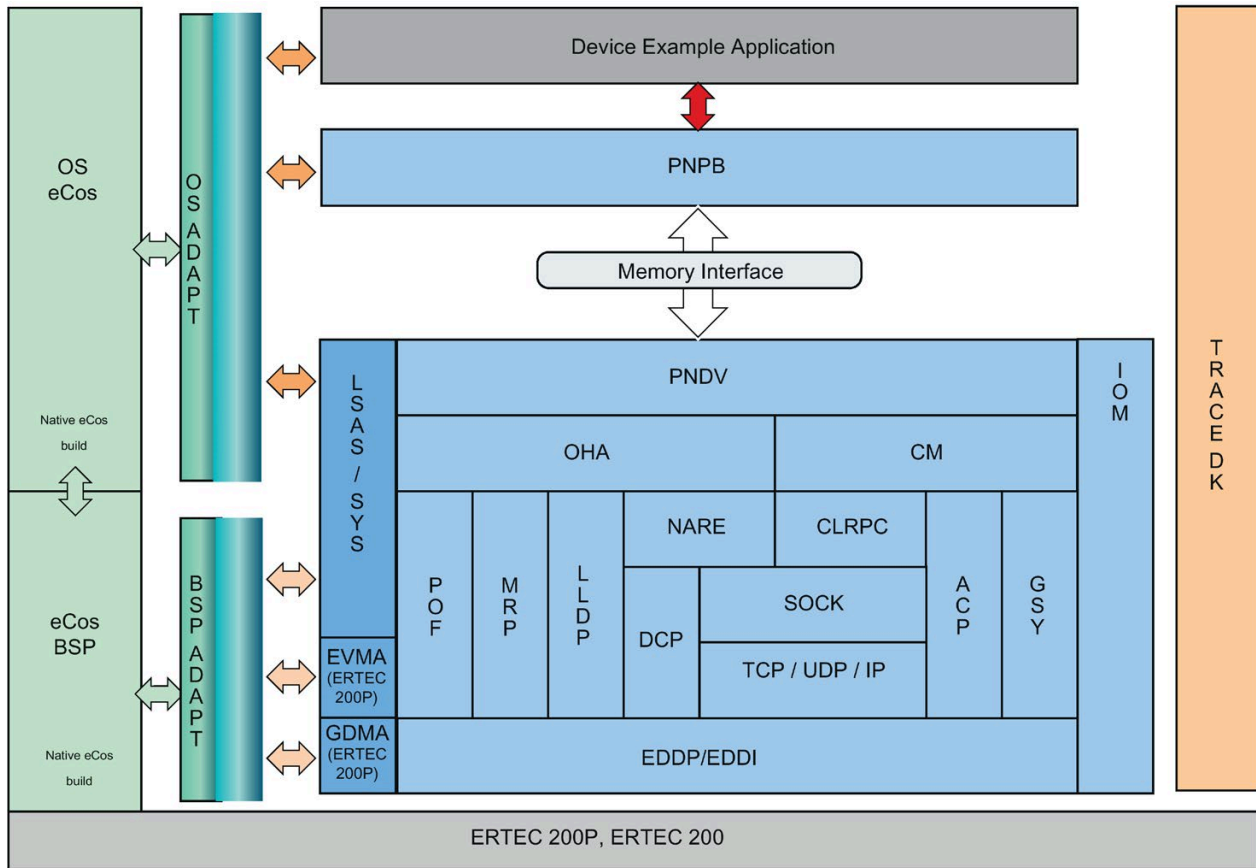 Device Example Application
OS
eCos
PNPB
OS ADAPT
Memory Interface
Native eCos
build
LSAS / SYS
PNDV
IOM
TRACE DK
OHA
CM
NARE
CLRPC
POF
MRP
LLDP
DCP
SOCK
ACP
GSY
TCP / UDP / IP
eCos
BSP
BSP ADAPT
EVMA
(ERTEC
200P)
GDMA
(ERTEC
200P)
EDDP/EDDI
Native eCos
build
ERTEC 200P, ERTEC 200